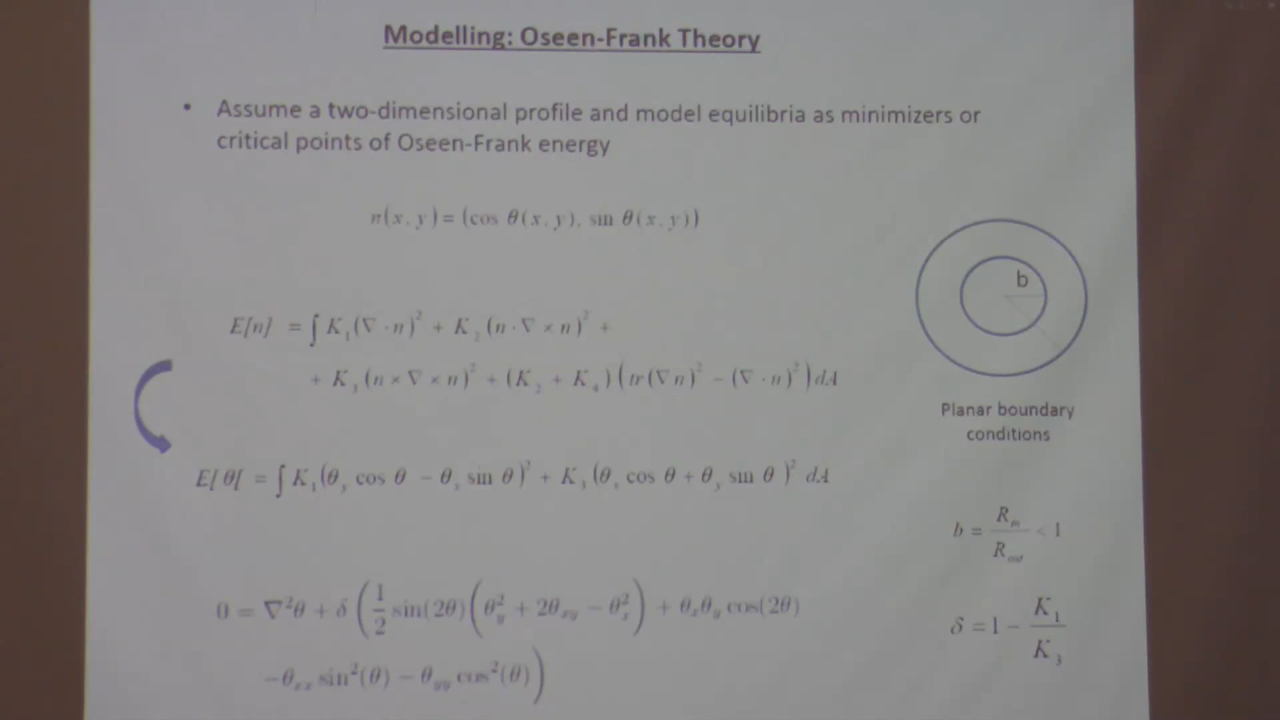 Modelling: Oseen-Frank Theory
• Assume a two-dimensional profile and model equilibria as minimizers or
critical points of Oseen-Frank energy
n(x, y) = (cos θ(x, y), sin θ(x, y))
b
E[n] = ∫ K₁(∇ · n)² + K₂(n · ∇ × n)² +
+ K₃(n × ∇ × n)² + (K₂ + K₄)(tr(∇n)² − (∇ · n)²)dA
Planar boundary
conditions
E[θ[ = ∫ K₁(θ_y cos θ − θ_x sin θ)² + K₃(θ_x cos θ + θ_y sin θ)² dA
b = R_in / R_out < 1
0 = ∇²θ + δ(1/2 sin(2θ)(θ_y² + 2θ_xy − θ_x²) + θ_xθ_y cos(2θ)
δ = 1 − K₁ / K₃
−θ_xx sin²(θ) − θ_yy cos²(θ))